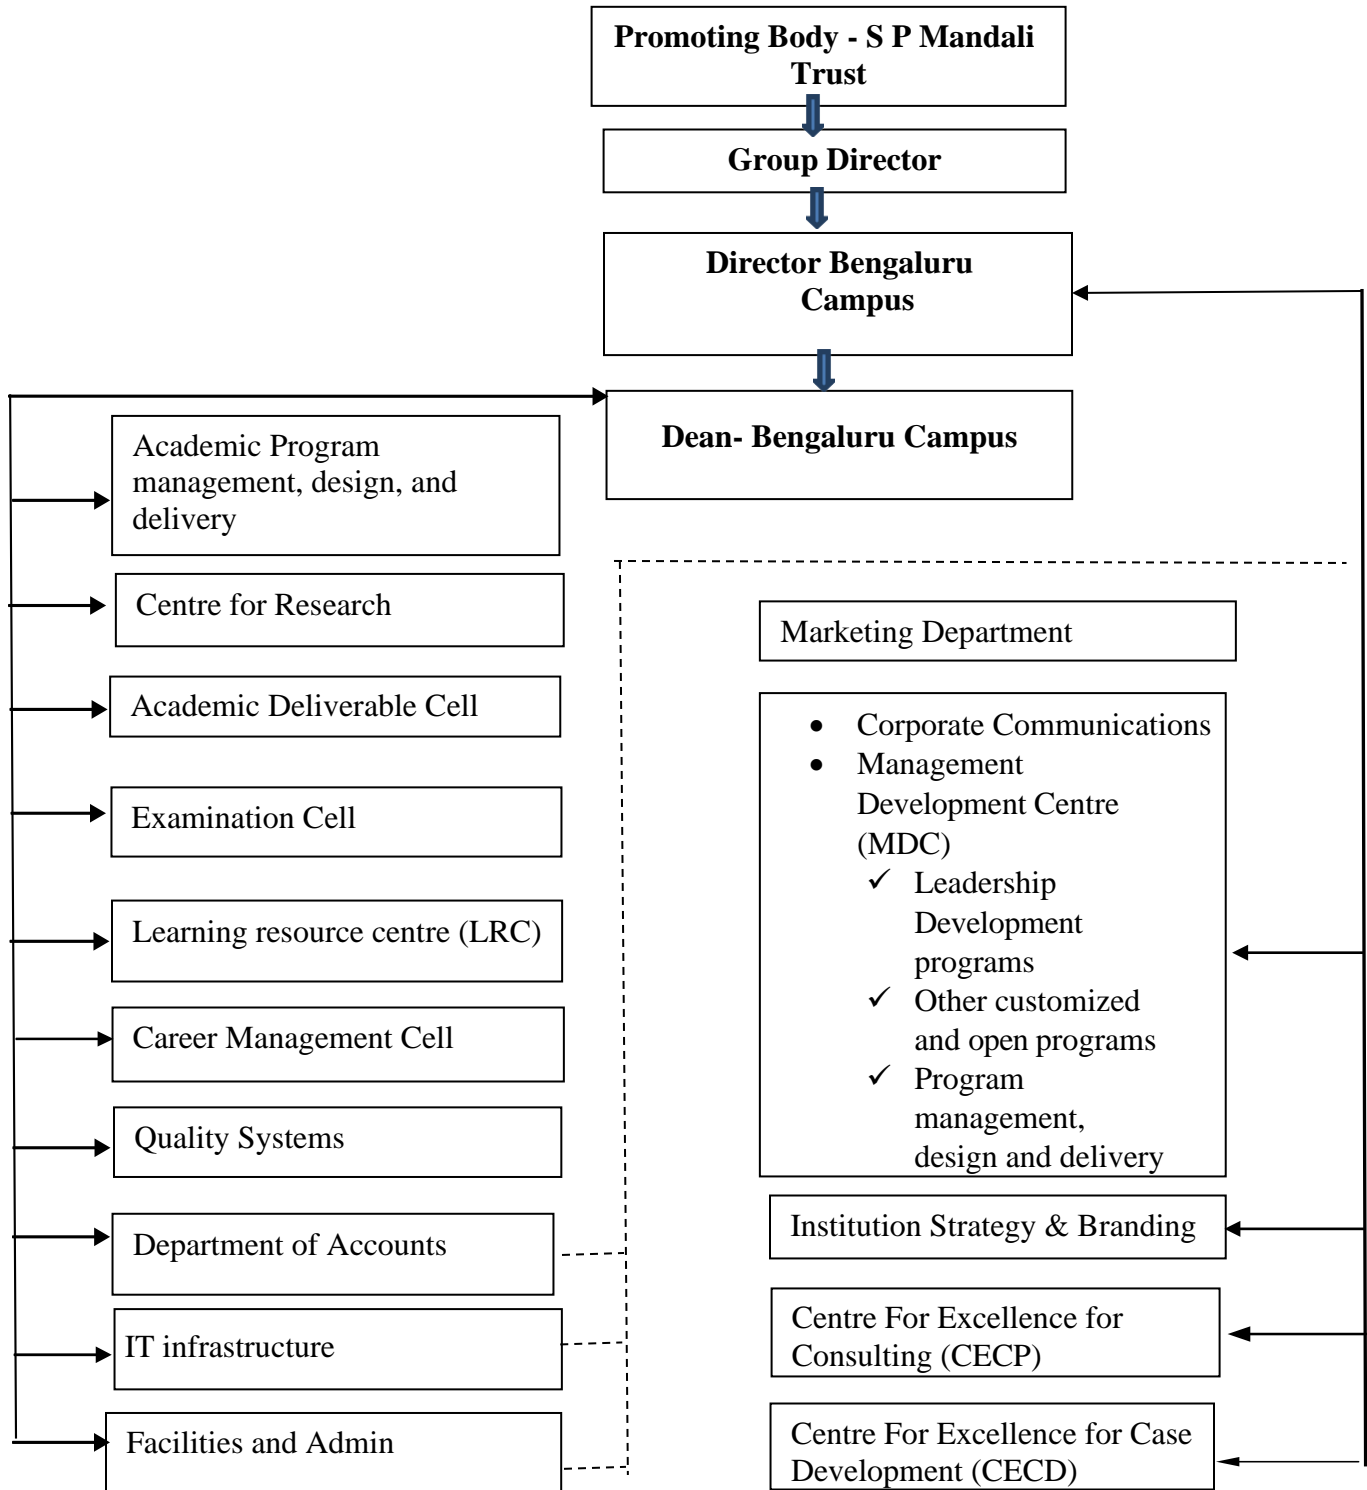 Promoting Body - S P Mandali
Trust
Group Director
Director Bengaluru
Campus
Dean- Bengaluru Campus
Academic Program
management, design, and
delivery
Centre for Research
Academic Deliverable Cell
Examination Cell
Learning resource centre (LRC)
Career Management Cell
Quality Systems
Department of Accounts
IT infrastructure
Facilities and Admin
Marketing Department
• Corporate Communications
• Management
Development Centre
(MDC)
✓ Leadership
Development
programs
✓ Other customized
and open programs
✓ Program
management,
design and delivery
Institution Strategy & Branding
Centre For Excellence for
Consulting (CECP)
Centre For Excellence for Case
Development (CECD)